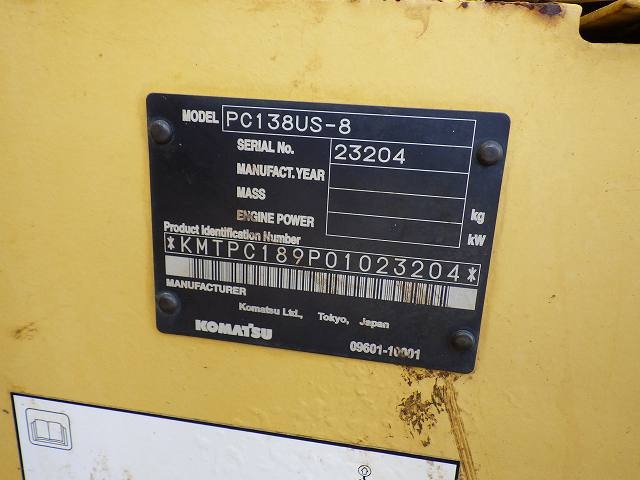 MODEL PC138US-8
SERIAL No. 23204
MANUFACT. YEAR
MASS kg
ENGINE POWER kW
Product Identification Number
*KMTPC189P01023204*
MANUFACTURER
Komatsu Ltd., Tokyo, Japan
KOMATSU 09601-10001